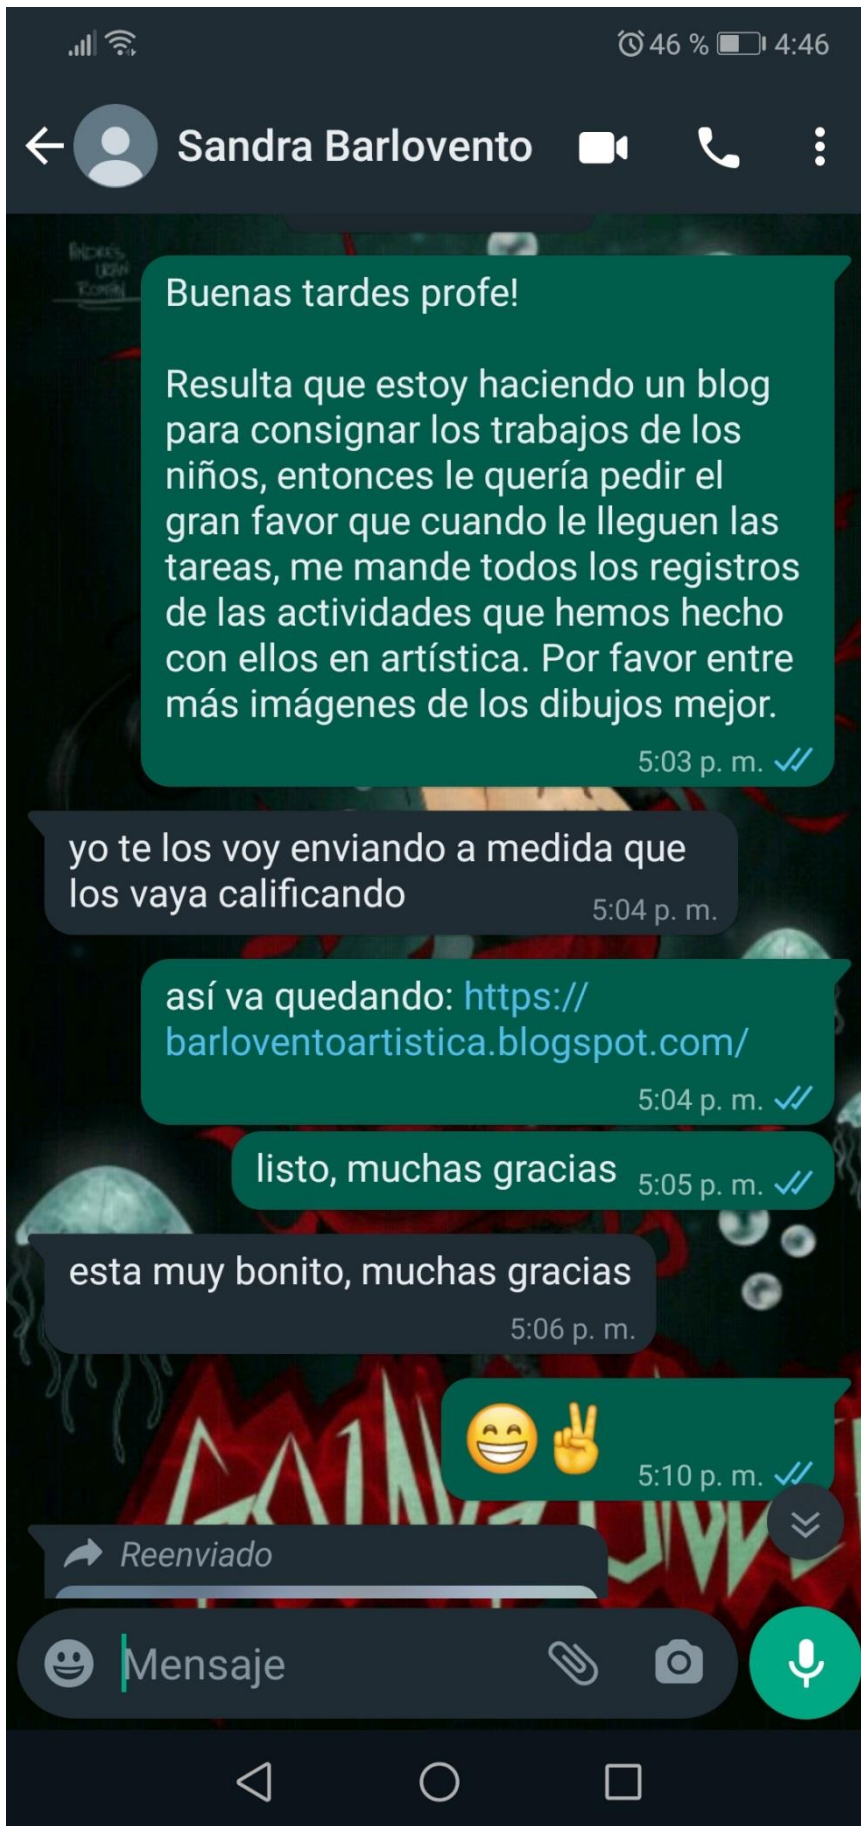 46 % 4:46
Sandra Barlovento
ANDRÉS
URAN
ROMÁN
Buenas tardes profe!
Resulta que estoy haciendo un blog
para consignar los trabajos de los
niños, entonces le quería pedir el
gran favor que cuando le lleguen las
tareas, me mande todos los registros
de las actividades que hemos hecho
con ellos en artística. Por favor entre
más imágenes de los dibujos mejor.
5:03 p. m.
yo te los voy enviando a medida que
los vaya calificando
5:04 p. m.
así va quedando: https://
barloventoartistica.blogspot.com/
5:04 p. m.
listo, muchas gracias 5:05 p. m.
esta muy bonito, muchas gracias
5:06 p. m.
5:10 p. m.
Reenviado
Mensaje